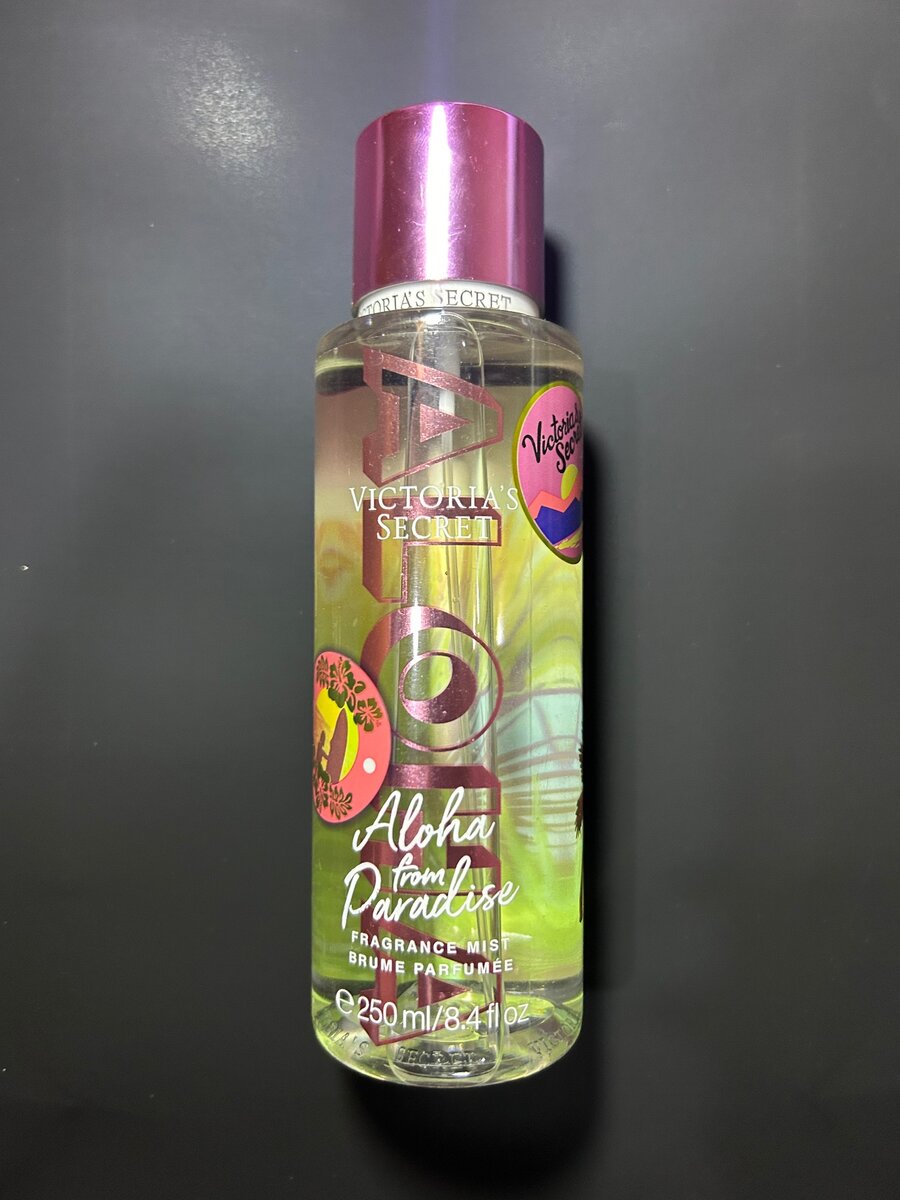 VICTORIA'S SECRET
ALOHA
Victoria's
Secret
VICTORIA'S
SECRET
Aloha
from
Paradise
FRAGRANCE MIST
BRUME PARFUMÉE
e 250 ml/8.4 fl oz
SECRET